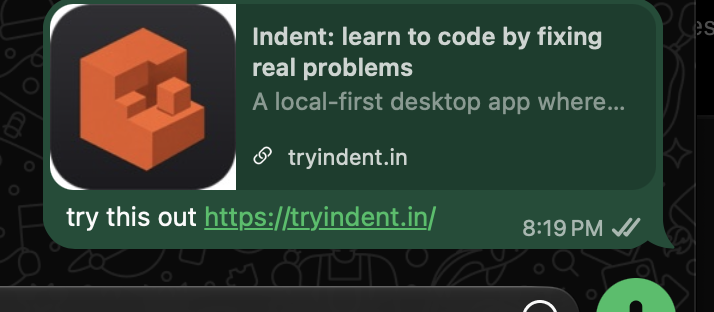 Indent: learn to code by fixing
real problems
A local-first desktop app where...
tryindent.in
try this out https://tryindent.in/
8:19 PM